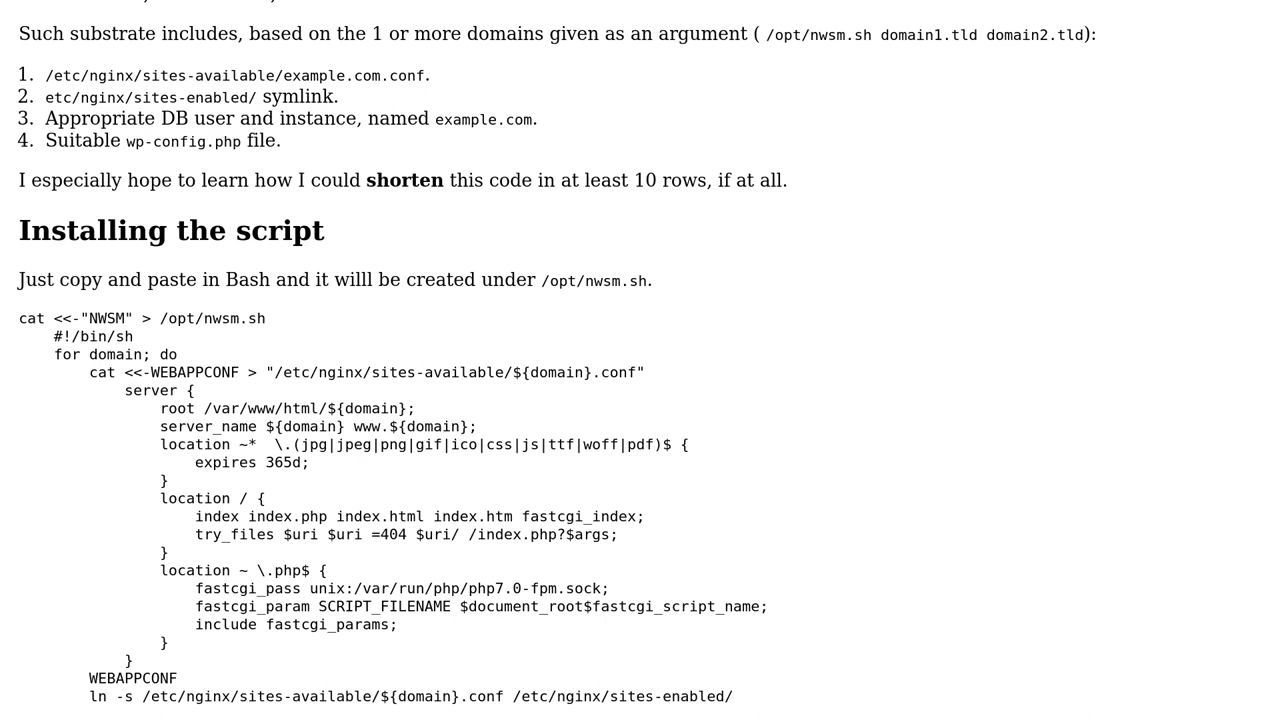 Such substrate includes, based on the 1 or more domains given as an argument ( /opt/nwsm.sh domain1.tld domain2.tld):
1. /etc/nginx/sites-available/example.com.conf.
2. etc/nginx/sites-enabled/ symlink.
3. Appropriate DB user and instance, named example.com.
4. Suitable wp-config.php file.
I especially hope to learn how I could shorten this code in at least 10 rows, if at all.
Installing the script
Just copy and paste in Bash and it willl be created under /opt/nwsm.sh.
cat <<-"NWSM" > /opt/nwsm.sh
    #!/bin/sh
    for domain; do
        cat <<-WEBAPPCONF > "/etc/nginx/sites-available/${domain}.conf"
            server {
                root /var/www/html/${domain};
                server_name ${domain} www.${domain};
                location ~*  \.(jpg|jpeg|png|gif|ico|css|js|ttf|woff|pdf)$ {
                    expires 365d;
                }
                location / {
                    index index.php index.html index.htm fastcgi_index;
                    try_files $uri $uri =404 $uri/ /index.php?$args;
                }
                location ~ \.php$ {
                    fastcgi_pass unix:/var/run/php/php7.0-fpm.sock;
                    fastcgi_param SCRIPT_FILENAME $document_root$fastcgi_script_name;
                    include fastcgi_params;
                }
            }
        WEBAPPCONF
        ln -s /etc/nginx/sites-available/${domain}.conf /etc/nginx/sites-enabled/